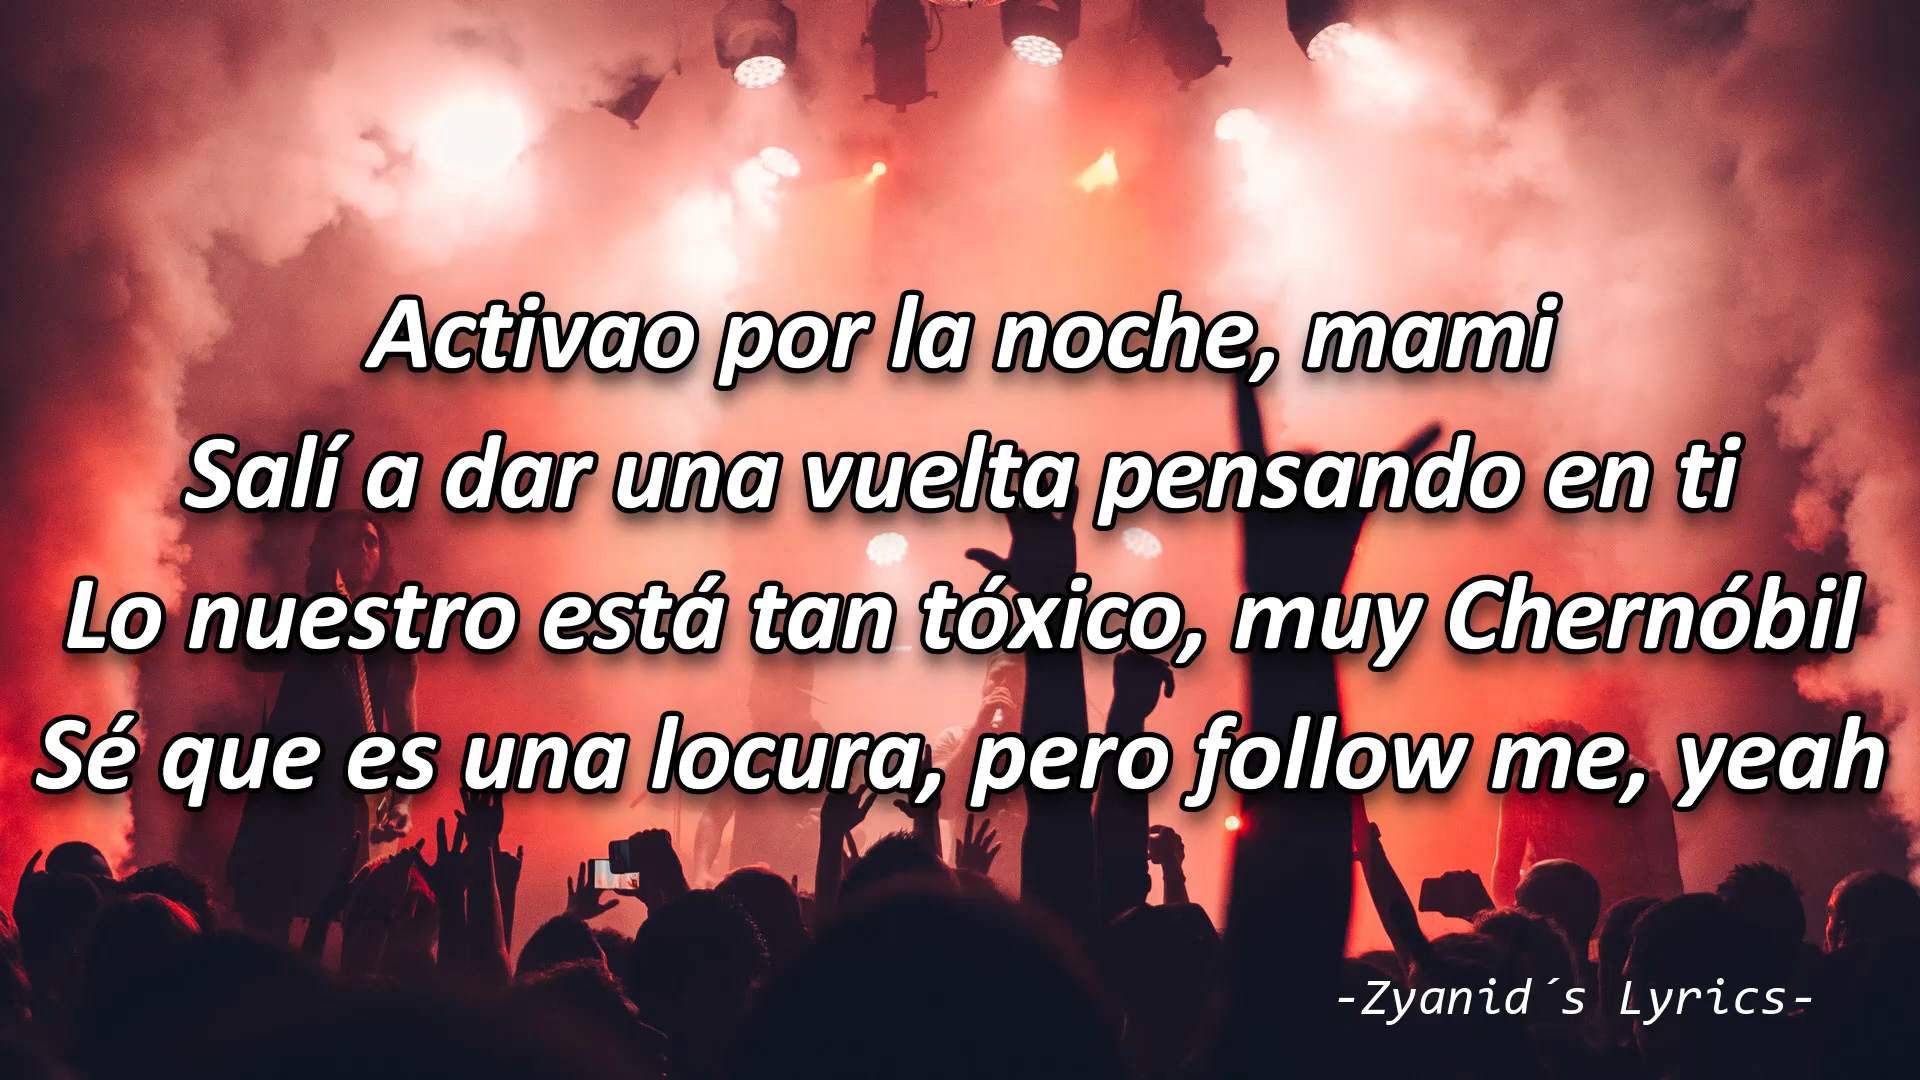 Activao por la noche, mami
Salí a dar una vuelta pensando en ti
Lo nuestro está tan tóxico, muy Chernóbil
Sé que es una locura, pero follow me, yeah
-Zyanid´s Lyrics-